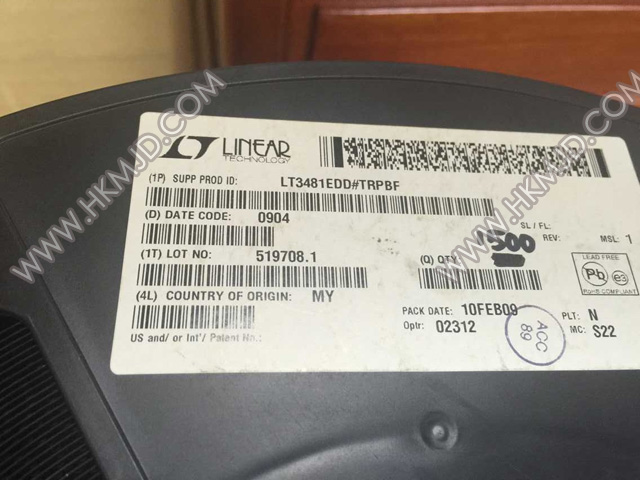 LINEAR
TECHNOLOGY
(1P) SUPP PROD ID: LT3481EDD#TRPBF
(D) DATE CODE: 0904
SL / FL:
1500 REV: MSL: 1
(1T) LOT NO: 519708.1
(Q) QTY:
LEAD FREE
Pb e3
RoHS COMPLIANT
(4L) COUNTRY OF ORIGIN: MY
PACK DATE: 10FEB09 PLT: N
Optr: 02312 MC: S22
ACC
89
US and/ or Int'/ Patent No.:
WWW.HKMJD.COM
WWW.HKMJD.COM